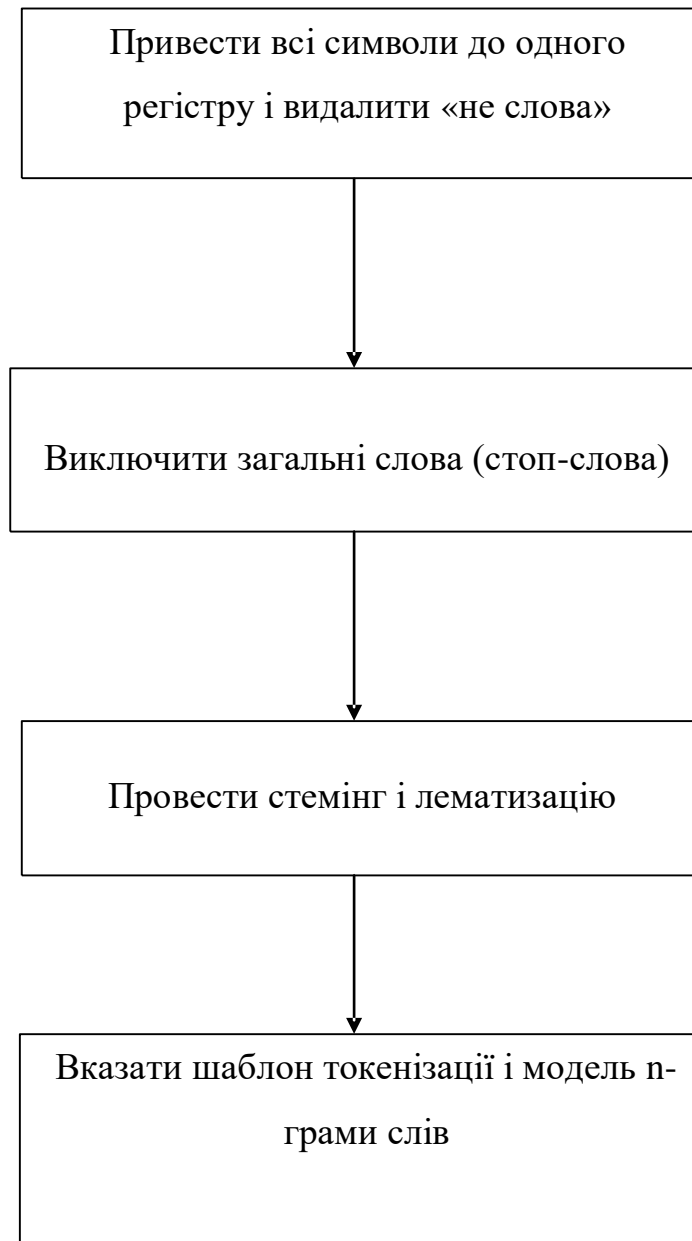 Привести всі символи до одного
регістру і видалити «не слова»
Виключити загальні слова (стоп-слова)
Провести стемінг і лематизацію
Вказати шаблон токенізації і модель n-
грами слів